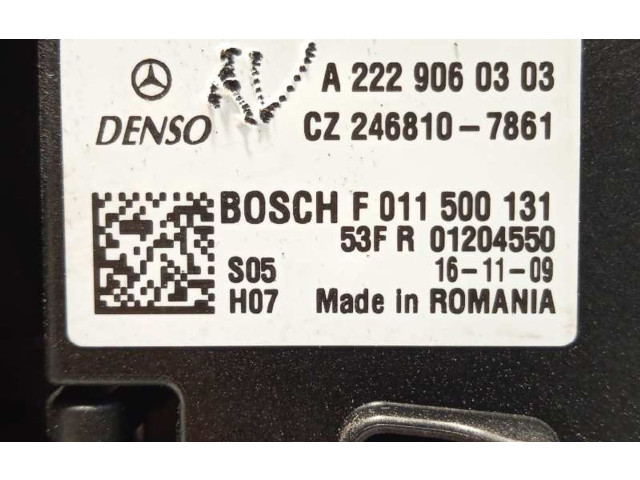 AV
A 222 906 03 03
DENSO CZ 246810-7861
BOSCH F 011 500 131
53F R 01204550
S05 16-11-09
H07 Made in ROMANIA